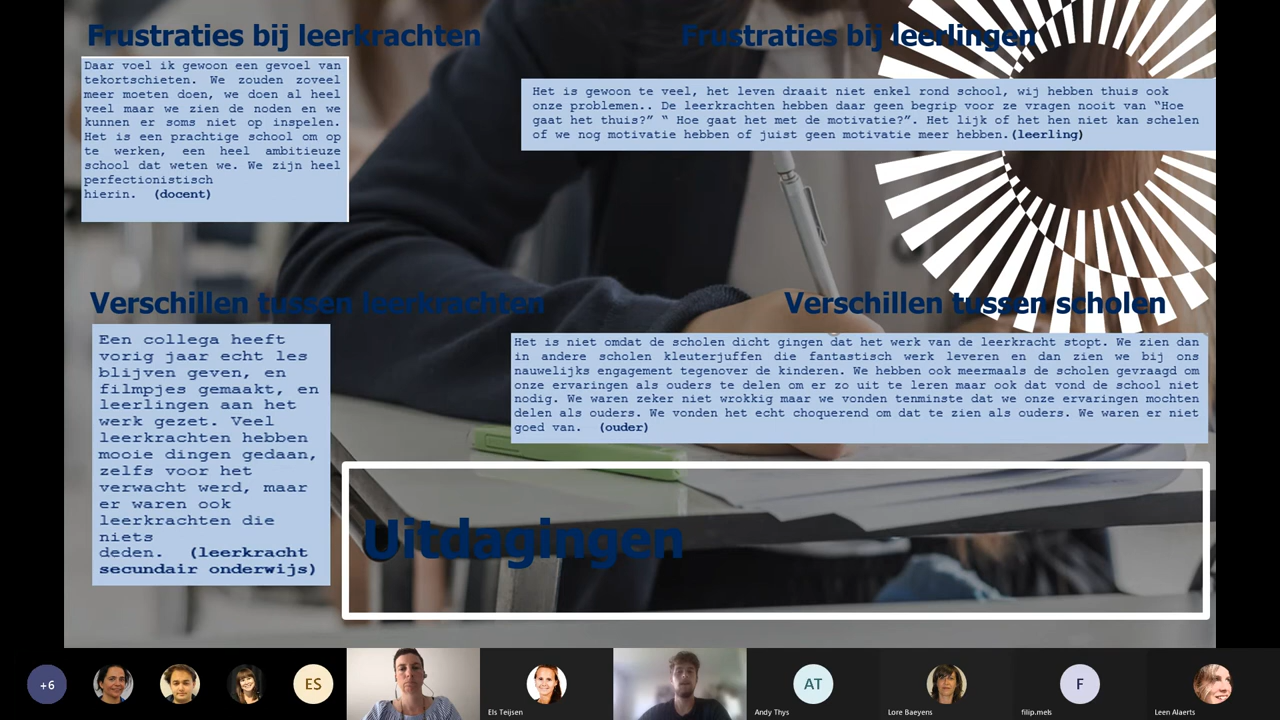 Frustraties bij leerkrachten
Daar voel ik gewoon een gevoel van
tekortschieten. We zouden zoveel
meer moeten doen, we doen al heel
veel maar we zien de noden en we
kunnen er soms niet op inspelen.
Het is een prachtige school om op
te werken, een heel ambitieuze
school dat weten we. We zijn heel
perfectionistisch
hierin. (docent)
Frustraties bij leerlingen
Het is gewoon te veel, het leven draait niet enkel rond school, wij hebben thuis ook
onze problemen.. De leerkrachten hebben daar geen begrip voor ze vragen nooit van “Hoe
gaat het thuis?” “ Hoe gaat het met de motivatie?”. Het lijk of het hen niet kan schelen
of we nog motivatie hebben of juist geen motivatie meer hebben.(leerling)
Verschillen tussen leerkrachten
Een collega heeft
vorig jaar echt les
blijven geven, en
filmpjes gemaakt, en
leerlingen aan het
werk gezet. Veel
leerkrachten hebben
mooie dingen gedaan,
zelfs voor het
verwacht werd, maar
er waren ook
leerkrachten die
niets
deden. (leerkracht
secundair onderwijs)
Verschillen tussen scholen
Het is niet omdat de scholen dicht gingen dat het werk van de leerkracht stopt. We zien dan
in andere scholen kleuterjuffen die fantastisch werk leveren en dan zien we bij ons
nauwelijks engagement tegenover de kinderen. We hebben ook meermaals de scholen gevraagd om
onze ervaringen als ouders te delen om er zo uit te leren maar ook dat vond de school niet
nodig. We waren zeker niet wrokkig maar we vonden tenminste dat we onze ervaringen mochten
delen als ouders. We vonden het echt choquerend om dat te zien als ouders. We waren er niet
goed van. (ouder)
Uitdagingen
+6
ES
Els Teijsen
AT
Andy Thys
Lore Baeyens
F
filip.mels
Leen Alaerts